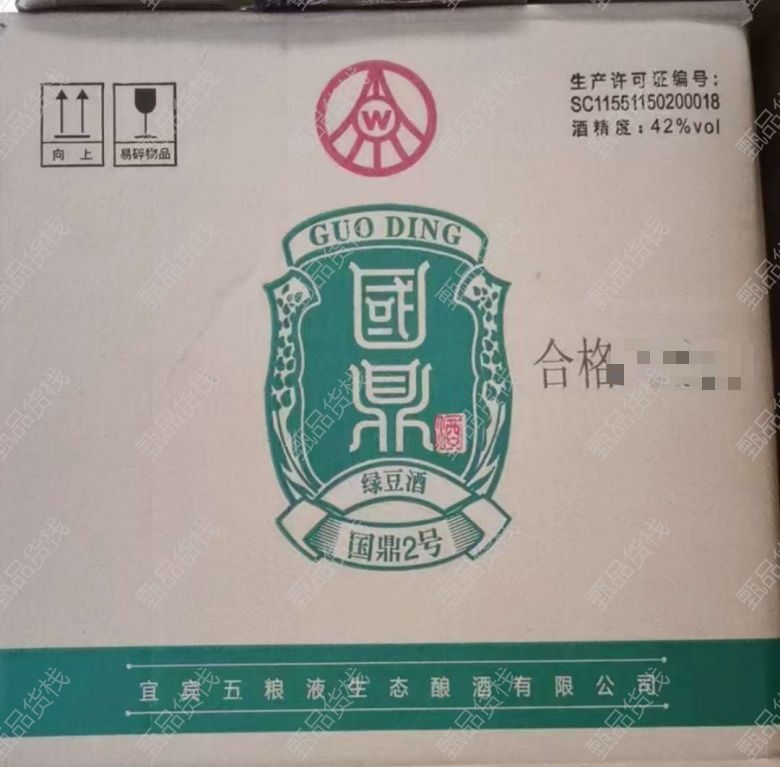 向 上
易碎物品
W
生产许可证编号：
SC11551150200018
酒精度：42%vol
GUO DING
國鼎
酒
绿豆酒
国鼎2号
合格
宜宾五粮液生态酿酒有限公司
甄品货栈